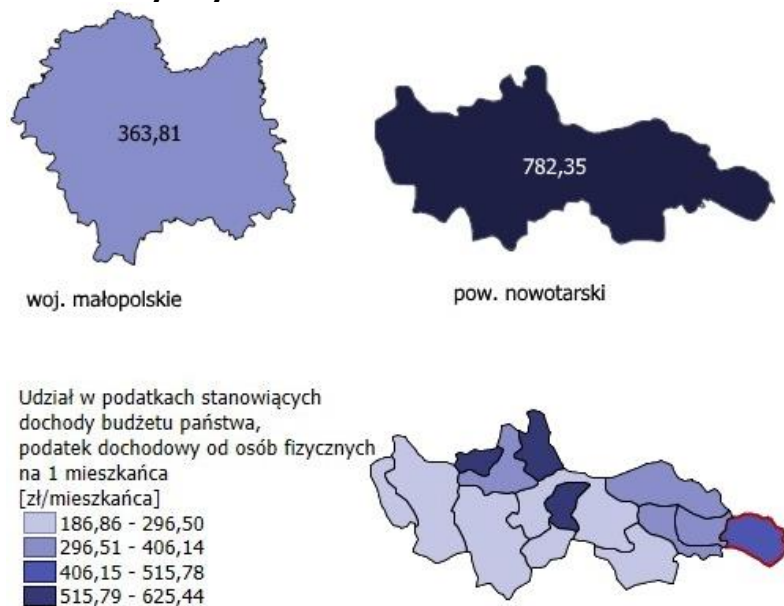 363,81
782,35
woj. małopolskie
pow. nowotarski
Udział w podatkach stanowiących
dochody budżetu państwa,
podatek dochodowy od osób fizycznych
na 1 mieszkańca
[zł/mieszkańca]
186,86 - 296,50
296,51 - 406,14
406,15 - 515,78
515,79 - 625,44